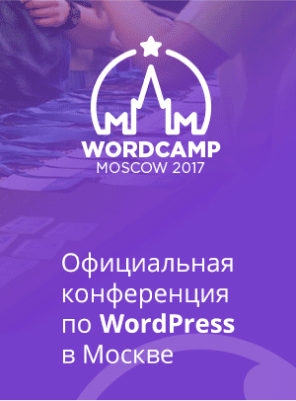 WORDCAMP
MOSCOW 2017
Официальная
конференция
по WordPress
в Москве